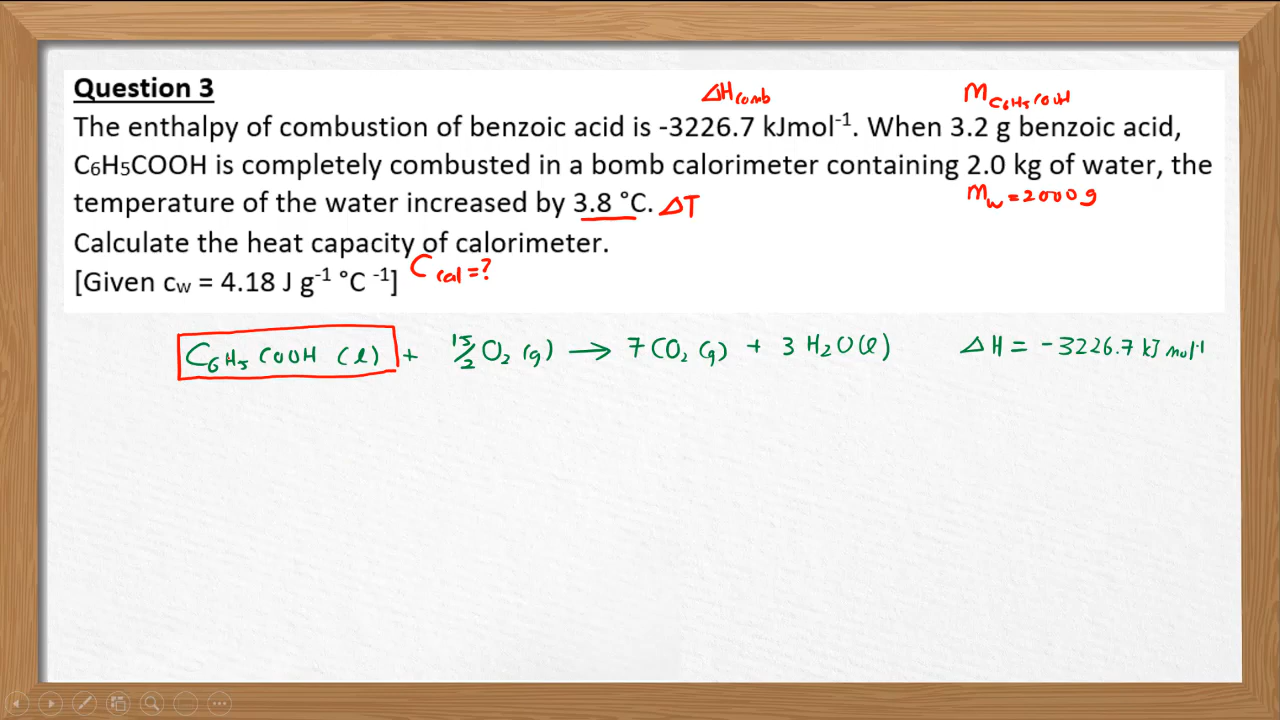 Question 3
ΔHcomb
mC6H5COOH
The enthalpy of combustion of benzoic acid is -3226.7 kJmol-1. When 3.2 g benzoic acid,
C6H5COOH is completely combusted in a bomb calorimeter containing 2.0 kg of water, the
temperature of the water increased by 3.8 °C. ΔT
mw = 2000g
Calculate the heat capacity of calorimeter.
Ccal = ?
[Given cw = 4.18 J g-1 °C -1]
C6H5COOH (l) + 15/2 O2 (g) → 7CO2 (g) + 3 H2O(l) ΔH = -3226.7 kJ mol-1